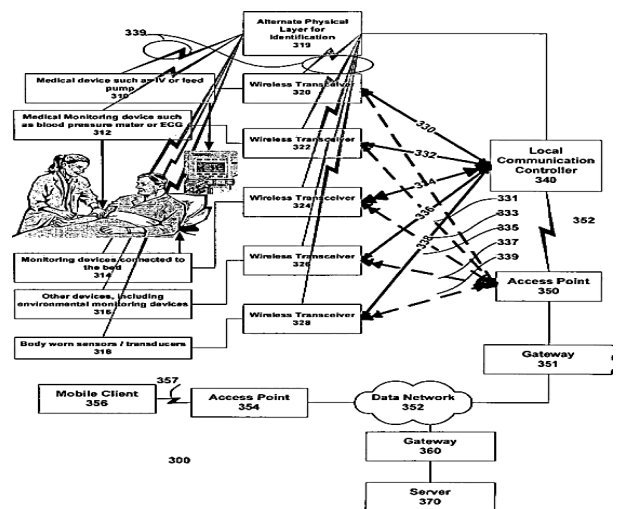 Alternate Physical
Layer for
Identification
319
339
Medical device such as IV or feed
pump
310
Wireless Transceiver
320
Medical Monitoring device such
as blood pressure mater or ECG
312
Wireless Transceiver
322
330
332
Local
Communication
Controller
340
334
Wireless Transceiver
324
336
331
333
335
337
339
352
338
Monitoring devices connected to
the bed
314
Wireless Transceiver
326
Access Point
350
Other devices, including
environmental monitoring devices
316
Wireless Transceiver
328
Body worn sensors / transducers
318
Gateway
351
357
Mobile Client
356
Access Point
354
Data Network
352
Gateway
360
300
Server
370